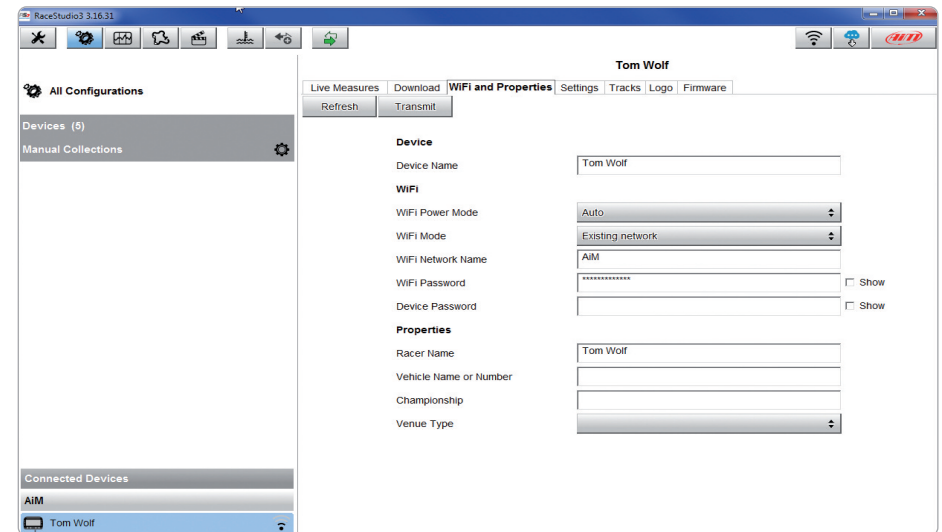 RaceStudio3 3.16.31
AiM
Tom Wolf
All Configurations
Devices (5)
Manual Collections
Live Measures Download WiFi and Properties Settings Tracks Logo Firmware
Refresh Transmit
Device
Device Name Tom Wolf
WiFi
WiFi Power Mode Auto
WiFi Mode Existing network
WiFi Network Name AiM
WiFi Password ************* Show
Device Password Show
Properties
Racer Name Tom Wolf
Vehicle Name or Number
Championship
Venue Type
Connected Devices
AiM
Tom Wolf